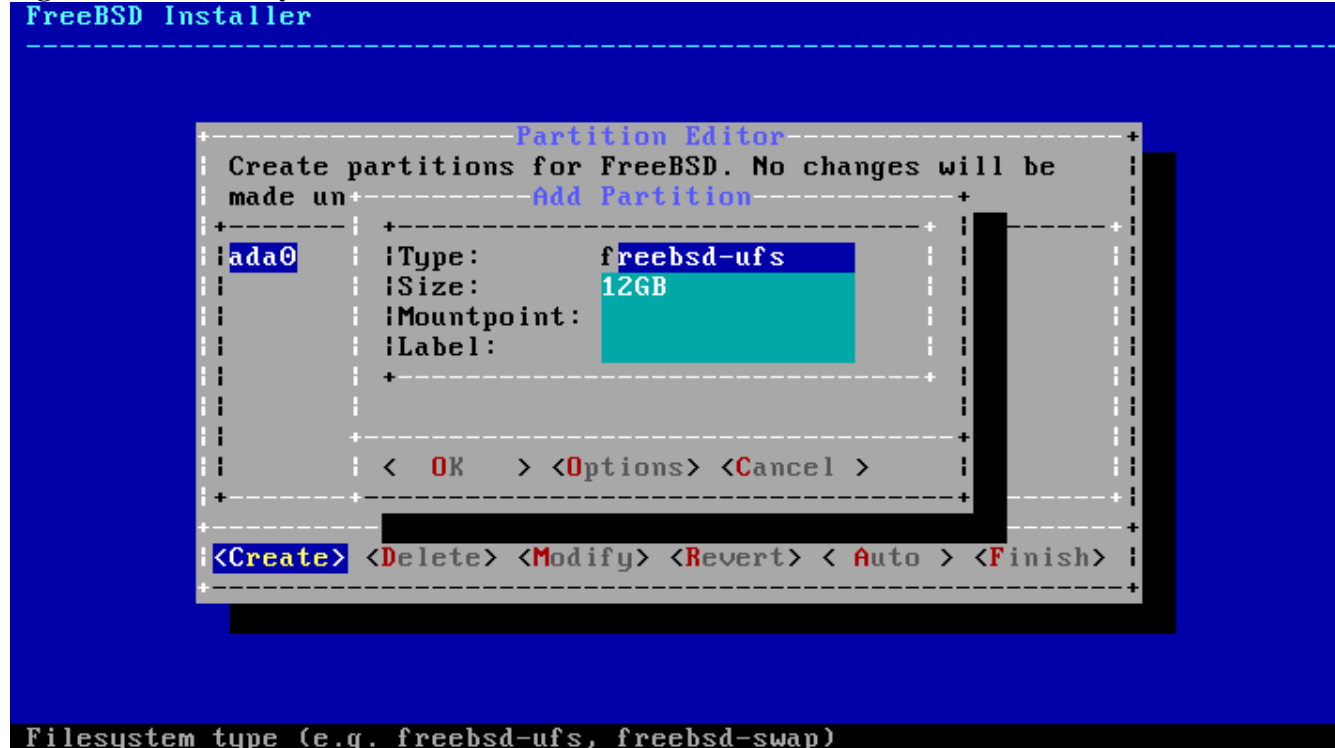 FreeBSD Installer
Partition Editor
Create partitions for FreeBSD. No changes will be
made un
Add Partition
ada0
Type: freebsd-ufs
Size: 12GB
Mountpoint:
Label:
< OK > <Options> <Cancel >
<Create> <Delete> <Modify> <Revert> < Auto > <Finish>
Filesystem type (e.g. freebsd-ufs, freebsd-swap)